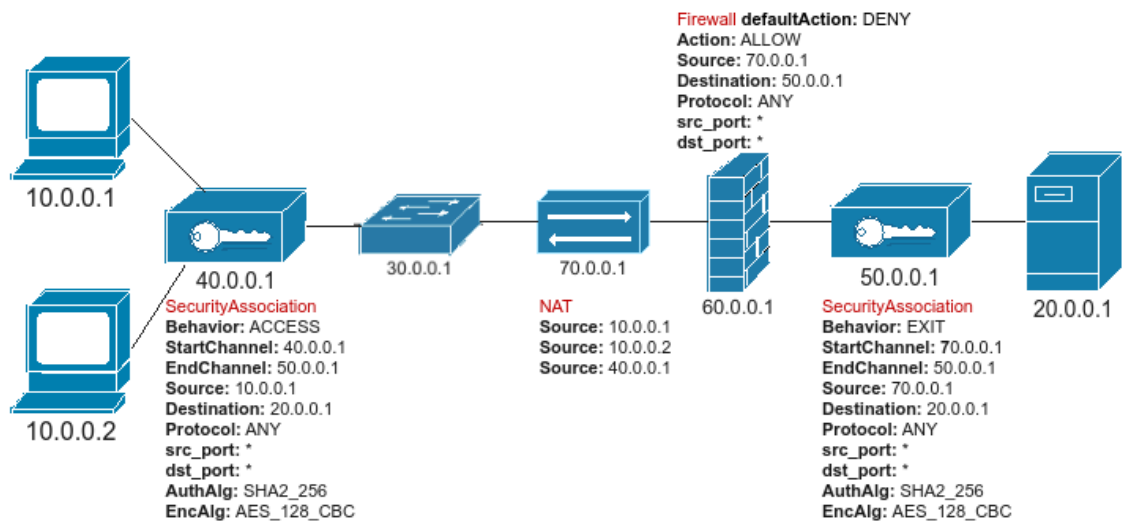 Firewall defaultAction: DENY
Action: ALLOW
Source: 70.0.0.1
Destination: 50.0.0.1
Protocol: ANY
src_port: *
dst_port: *
10.0.0.1
40.0.0.1
30.0.0.1
70.0.0.1
60.0.0.1
50.0.0.1
20.0.0.1
10.0.0.2
SecurityAssociation
Behavior: ACCESS
StartChannel: 40.0.0.1
EndChannel: 50.0.0.1
Source: 10.0.0.1
Destination: 20.0.0.1
Protocol: ANY
src_port: *
dst_port: *
AuthAlg: SHA2_256
EncAlg: AES_128_CBC
NAT
Source: 10.0.0.1
Source: 10.0.0.2
Source: 40.0.0.1
SecurityAssociation
Behavior: EXIT
StartChannel: 70.0.0.1
EndChannel: 50.0.0.1
Source: 70.0.0.1
Destination: 20.0.0.1
Protocol: ANY
src_port: *
dst_port: *
AuthAlg: SHA2_256
EncAlg: AES_128_CBC